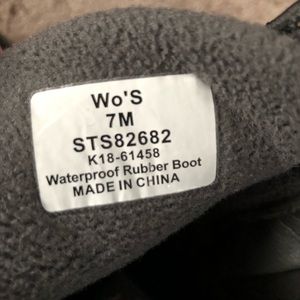 Wo'S
7M
STS82682
K18-61458
Waterproof Rubber Boot
MADE IN CHINA